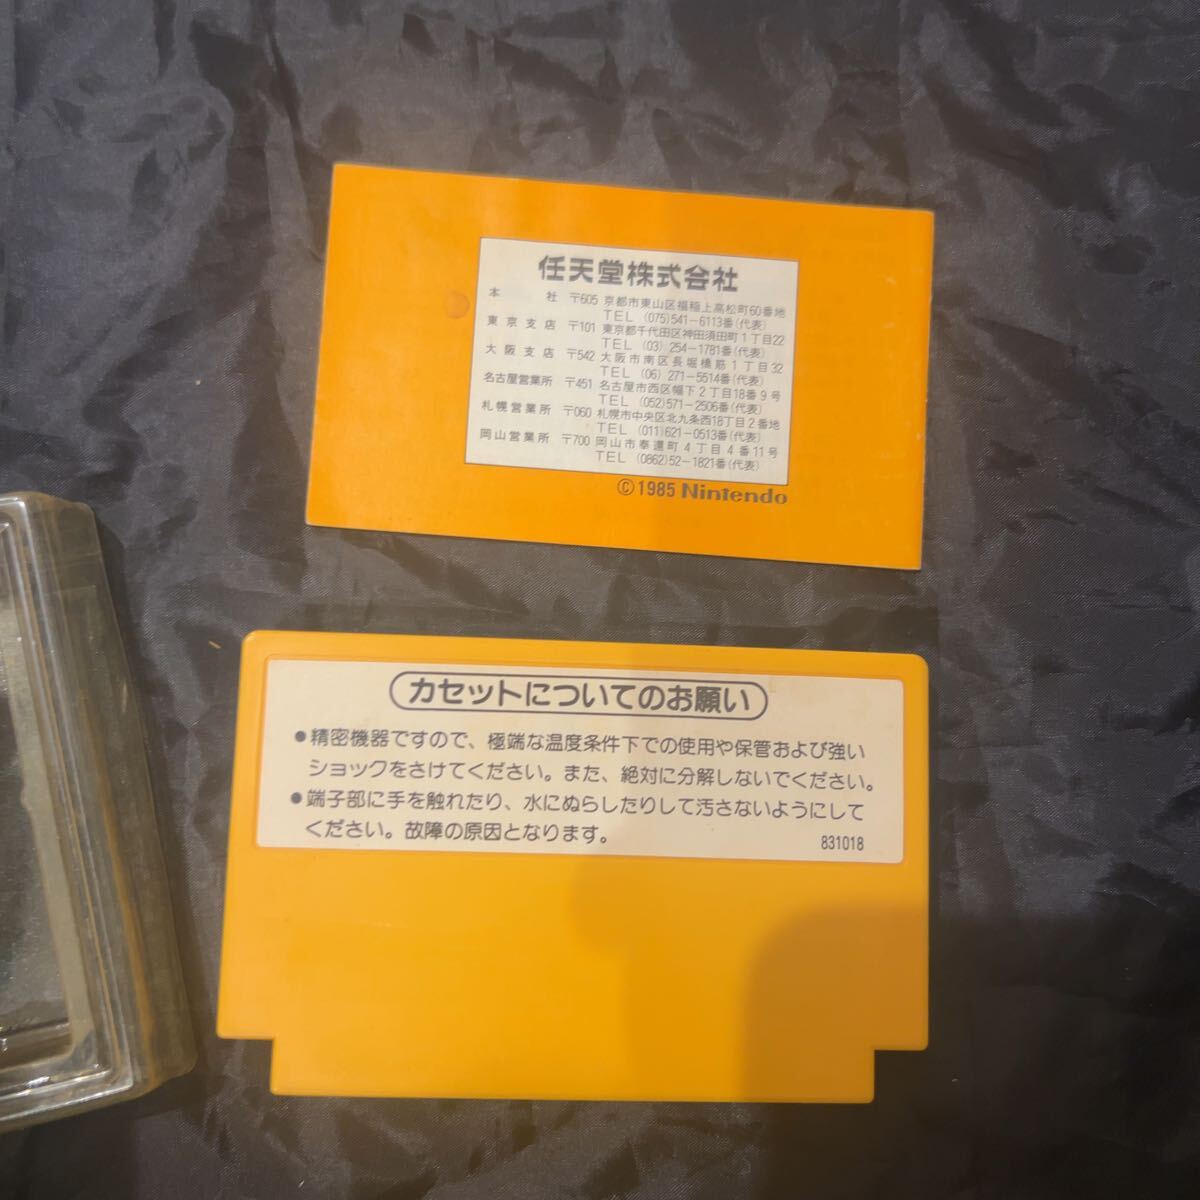 任天堂株式会社
本社 〒605 京都市東山区福稲上高松町60番地
TEL (075)541-6113番(代表)
東京支店 〒101 東京都千代田区神田須田町1丁目22
TEL (03) 254-1781番(代表)
大阪支店 〒542 大阪市南区長堀橋筋1丁目32
TEL (06) 271-5514番(代表)
名古屋営業所 〒451 名古屋市西区幅下2丁目18番9号
TEL (052)571-2506番(代表)
札幌営業所 〒060 札幌市中央区北九条西18丁目2番地
TEL (011)621-0513番(代表)
岡山営業所 〒700 岡山市奉還町4丁目4番11号
TEL (0862)52-1821番(代表)
©1985 Nintendo
カセットについてのお願い
●精密機器ですので、極端な温度条件下での使用や保管および強い
ショックをさけてください。また、絶対に分解しないでください。
●端子部に手を触れたり、水にぬらしたりして汚さないようにして
ください。故障の原因となります。
831018